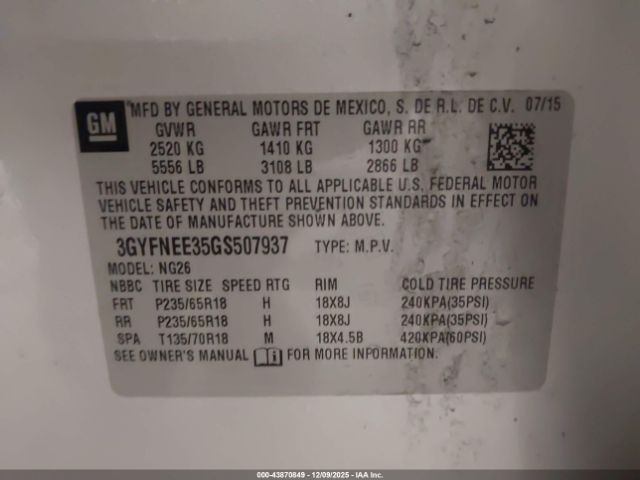 GM MFD BY GENERAL MOTORS DE MEXICO, S. DE R.L. DE C.V. 07/15
GVWR GAWR FRT GAWR RR
2520 KG 1410 KG 1300 KG
5556 LB 3108 LB 2866 LB
THIS VEHICLE CONFORMS TO ALL APPLICABLE U.S. FEDERAL MOTOR
VEHICLE SAFETY AND THEFT PREVENTION STANDARDS IN EFFECT ON
THE DATE OF MANUFACTURE SHOWN ABOVE.
3GYFNEE35GS507937 TYPE: M.P.V.
MODEL: NG26
NBBC TIRE SIZE SPEED RTG RIM COLD TIRE PRESSURE
FRT P235/65R18 H 18X8J 240KPA(35PSI)
RR P235/65R18 H 18X8J 240KPA(35PSI)
SPA T135/70R18 M 18X4.5B 420KPA(60PSI)
SEE OWNER'S MANUAL FOR MORE INFORMATION.
000-43870849 - 12/09/2025 - IAA Inc.